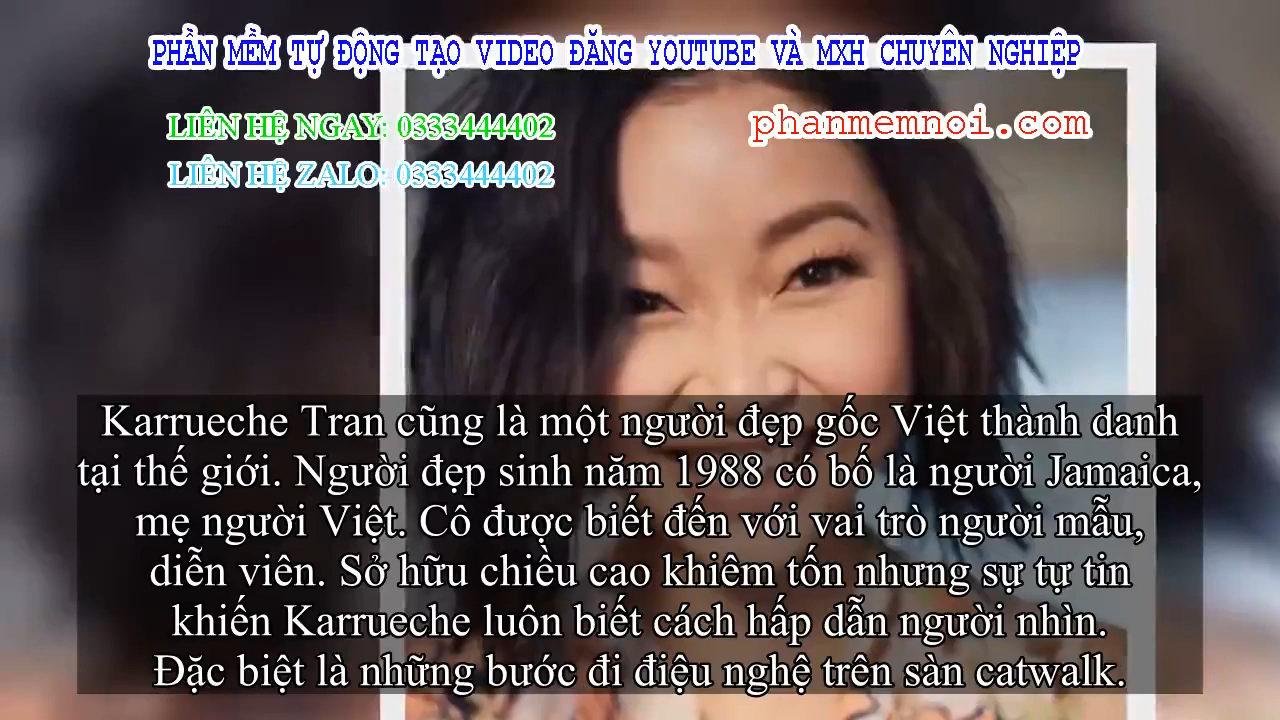 PHẦN MỀM TỰ ĐỘNG TẠO VIDEO ĐĂNG YOUTUBE VÀ MXH CHUYÊN NGHIỆP
LIÊN HỆ NGAY: 0333444402
phanmemnoi.com
LIÊN HỆ ZALO: 0333444402
Karrueche Tran cũng là một người đẹp gốc Việt thành danh
tại thế giới. Người đẹp sinh năm 1988 có bố là người Jamaica,
mẹ người Việt. Cô được biết đến với vai trò người mẫu,
diễn viên. Sở hữu chiều cao khiêm tốn nhưng sự tự tin
khiến Karrueche luôn biết cách hấp dẫn người nhìn.
Đặc biệt là những bước đi điệu nghệ trên sàn catwalk.